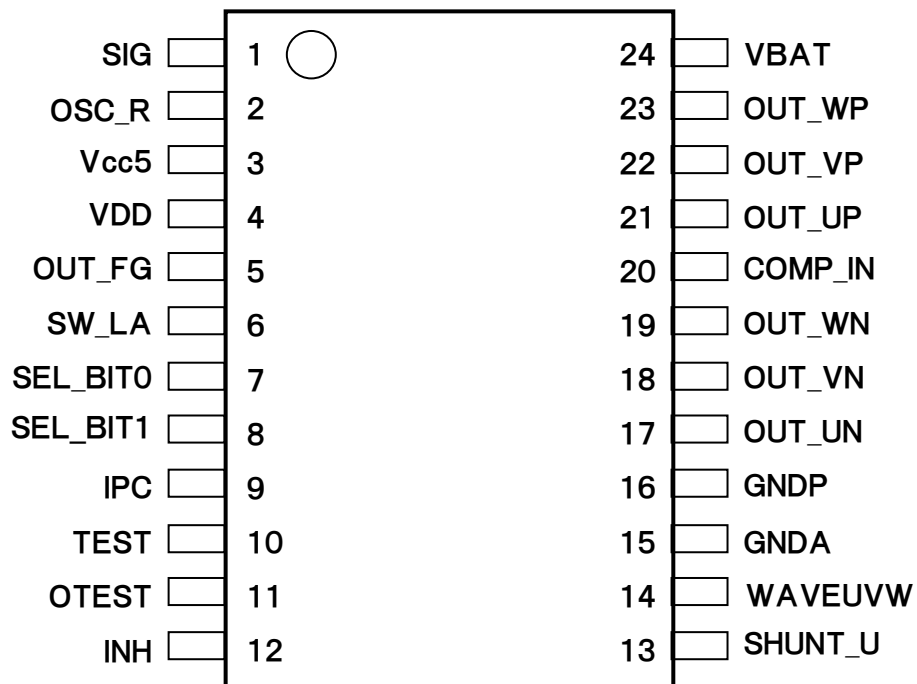 SIG 1 24 VBAT
OSC_R 2 23 OUT_WP
Vcc5 3 22 OUT_VP
VDD 4 21 OUT_UP
OUT_FG 5 20 COMP_IN
SW_LA 6 19 OUT_WN
SEL_BIT0 7 18 OUT_VN
SEL_BIT1 8 17 OUT_UN
IPC 9 16 GNDP
TEST 10 15 GNDA
OTEST 11 14 WAVEUVW
INH 12 13 SHUNT_U